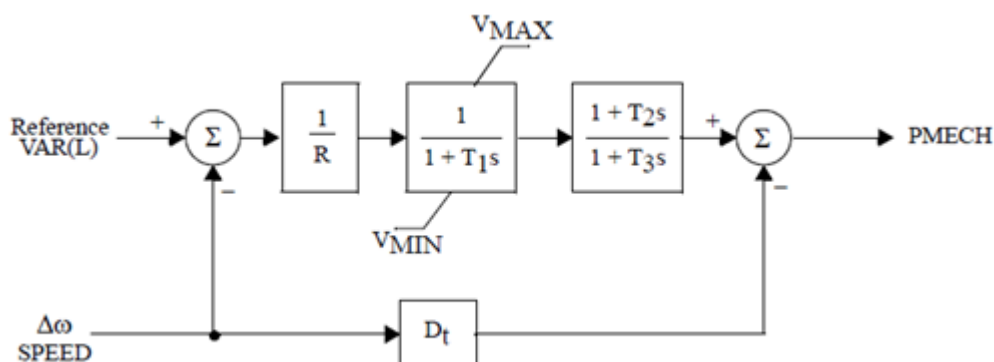 VMAX
Reference
VAR(L)
+
Σ
1
R
1
1 + T1s
1 + T2s
1 + T3s
+
Σ
PMECH
–
–
VMIN
Δω
SPEED
Dt